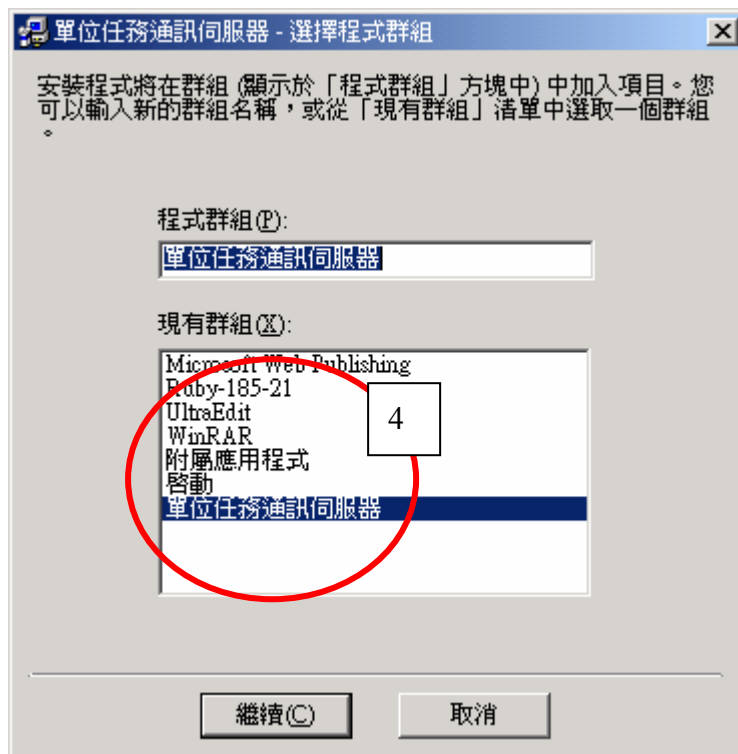 單位任務通訊伺服器 - 選擇程式群組
安裝程式將在群組 (顯示於「程式群組」方塊中) 中加入項目。您
可以輸入新的群組名稱，或從「現有群組」清單中選取一個群組
。
程式群組(P):
單位任務通訊伺服器
現有群組(X):
Microsoft Web Publishing
Ruby-185-21
UltraEdit
4
WinRAR
附屬應用程式
啓動
單位任務通訊伺服器
繼續(C)
取消